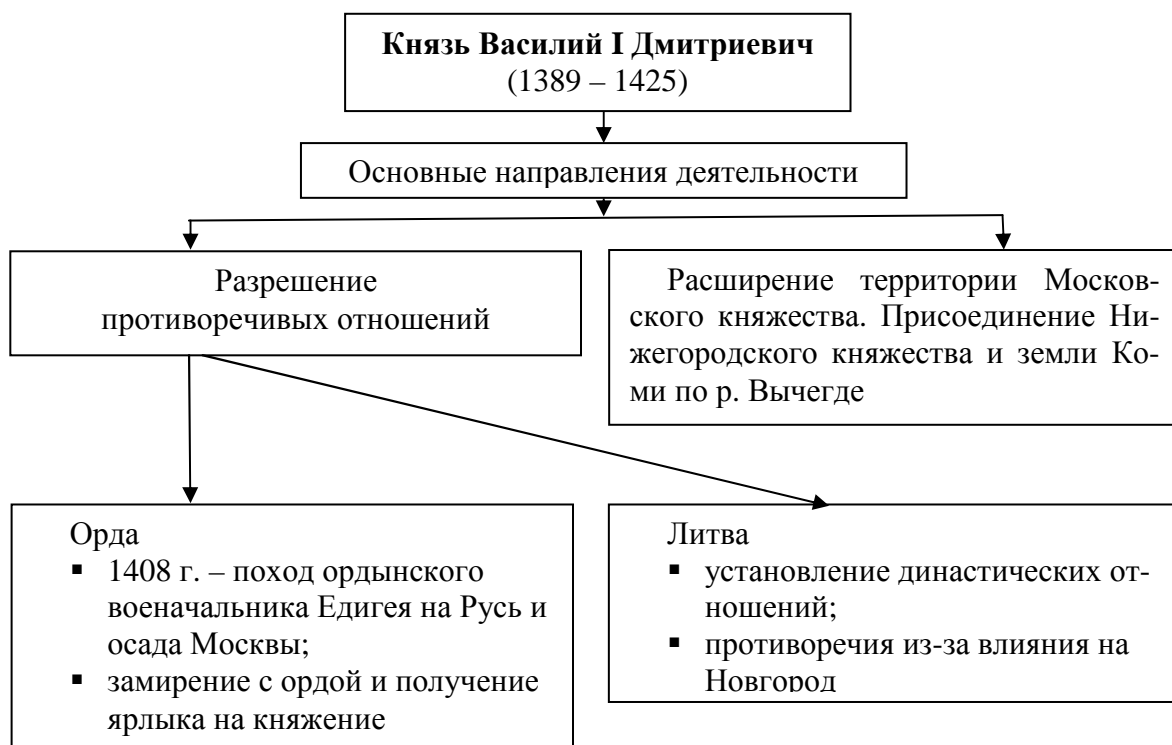 Князь Василий I Дмитриевич
(1389 – 1425)
Основные направления деятельности
Разрешение
противоречивых отношений
Расширение территории Москов-
ского княжества. Присоединение Ни-
жегородского княжества и земли Ко-
ми по р. Вычегде
Орда
▪ 1408 г. – поход ордынского
военачальника Едигея на Русь и
осада Москвы;
▪ замирение с ордой и получение
ярлыка на княжение
Литва
▪ установление династических от-
ношений;
▪ противоречия из-за влияния на
Новгород